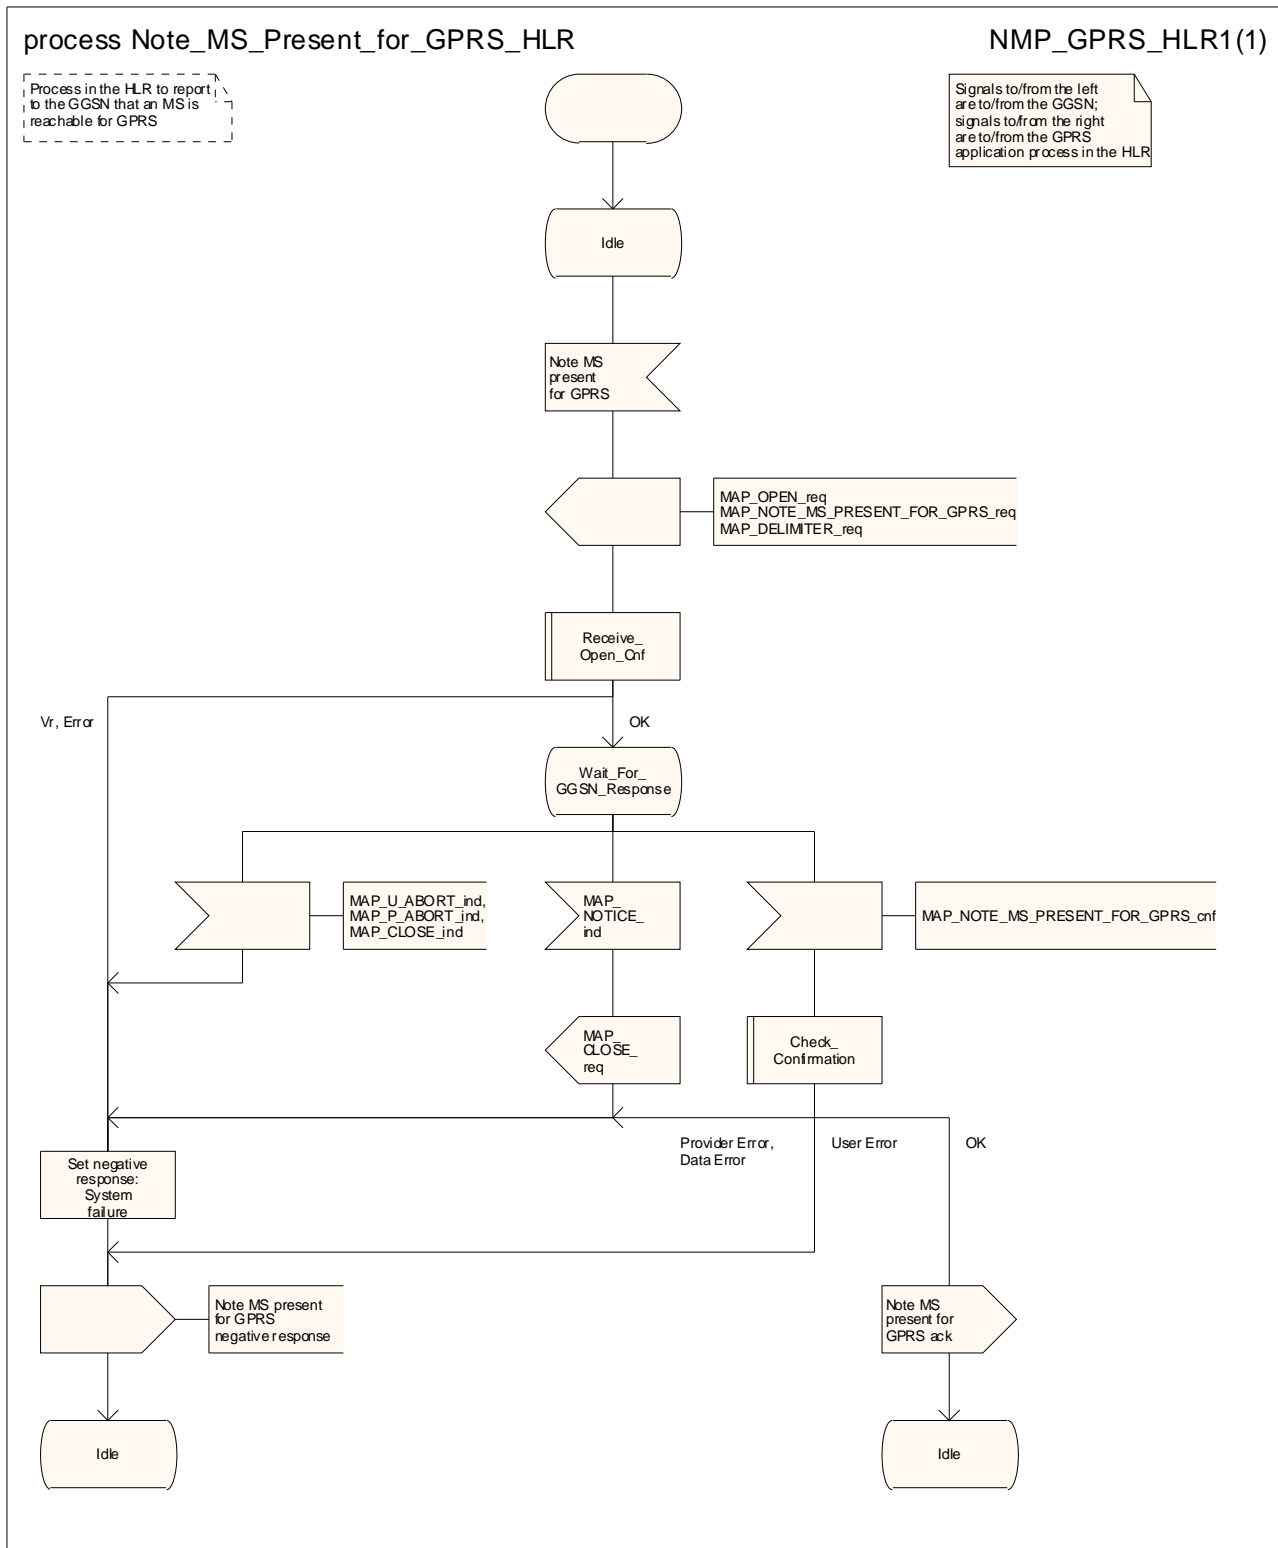 process Note_MS_Present_for_GPRS_HLR
NMP_GPRS_HLR1(1)
Process in the HLR to report
to the GGSN that an MS is
reachable for GPRS
Signals to/from the left
are to/from the GGSN;
signals to/from the right
are to/from the GPRS
application process in the HLR
Idle
Note MS
present
for GPRS
MAP_OPEN_req
MAP_NOTE_MS_PRESENT_FOR_GPRS_req
MAP_DELIMITER_req
Receive_
Open_Cnf
Vr, Error
OK
Wait_For_
GGSN_Response
MAP_U_ABORT_ind,
MAP_P_ABORT_ind,
MAP_CLOSE_ind
MAP_
NOTICE_
ind
MAP_NOTE_MS_PRESENT_FOR_GPRS_cnf
MAP_
CLOSE_
req
Check_
Confirmation
Provider Error,
Data Error
User Error
OK
Set negative
response:
System
failure
Note MS present
for GPRS
negative response
Note MS
present for
GPRS ack
Idle
Idle